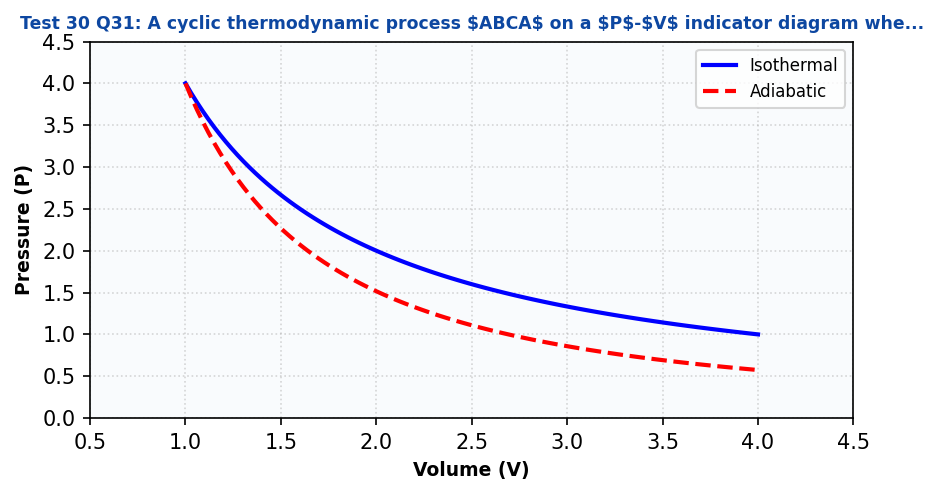 Test 30 Q31: A cyclic thermodynamic process $ABCA$ on a $P$-$V$ indicator diagram whe...
4.5
4.0
3.5
3.0
2.5
2.0
1.5
1.0
0.5
0.0
Pressure (P)
Isothermal
Adiabatic
0.5 1.0 1.5 2.0 2.5 3.0 3.5 4.0 4.5
Volume (V)